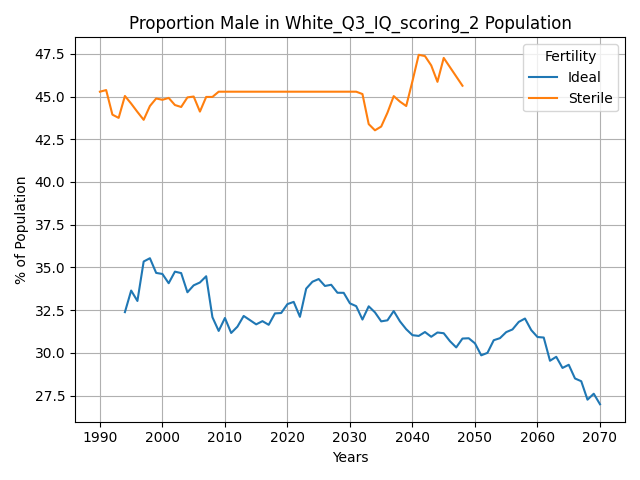 Proportion Male in White_Q3_IQ_scoring_2 Population
47.5
45.0
42.5
40.0
37.5
35.0
32.5
30.0
27.5
% of Population
Fertility
Ideal
Sterile
1990 2000 2010 2020 2030 2040 2050 2060 2070
Years